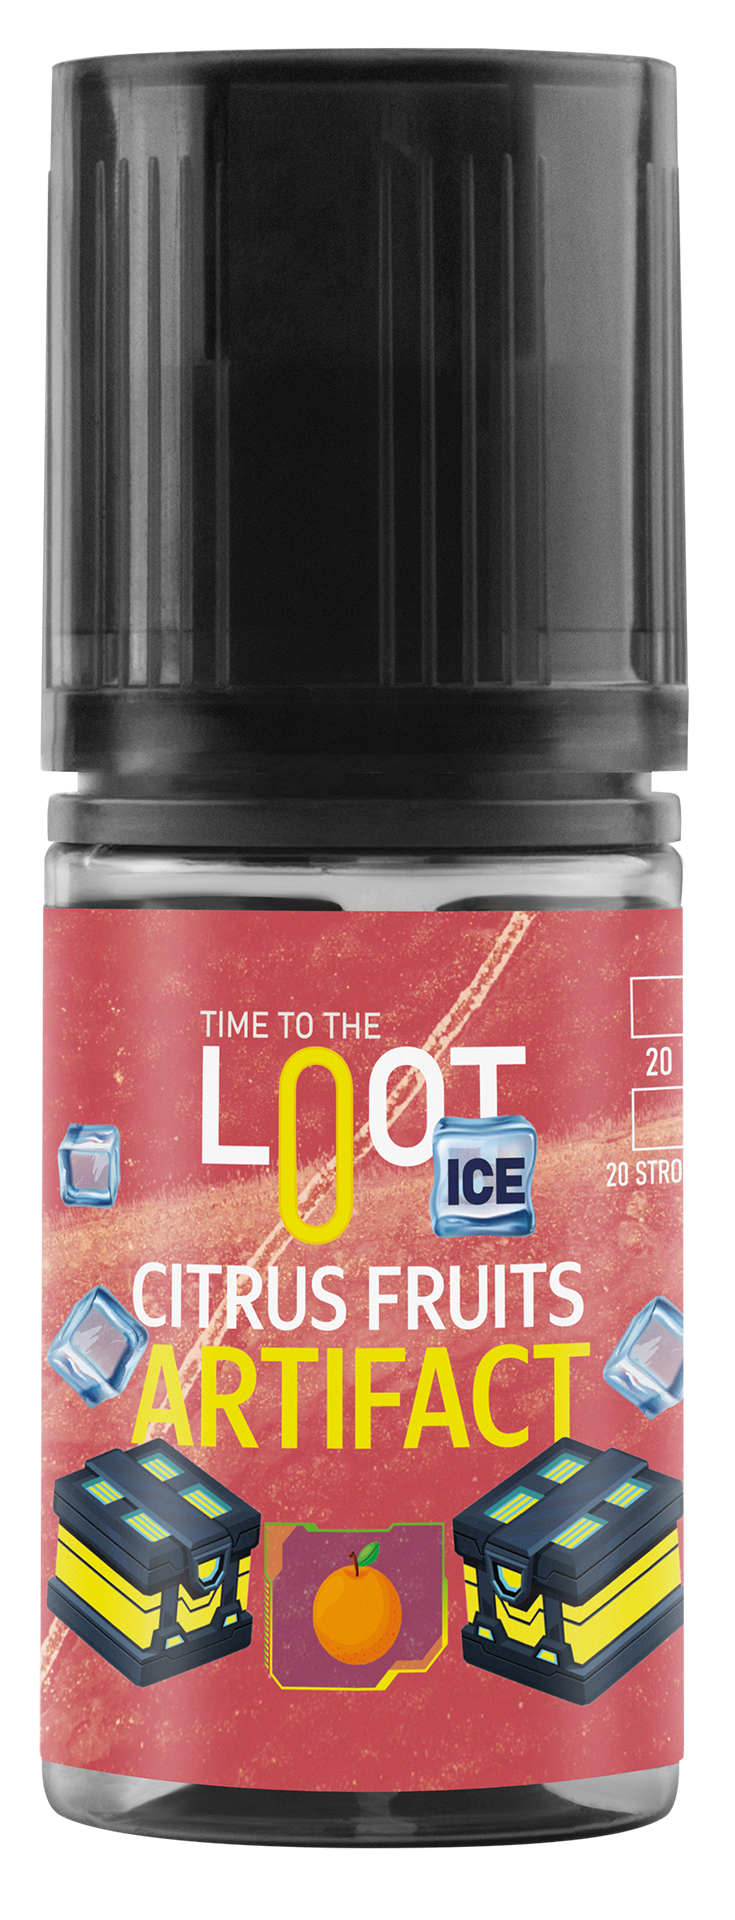 TIME TO THE
LOOT
ICE
CITRUS FRUITS
ARTIFACT
20
20 STRO